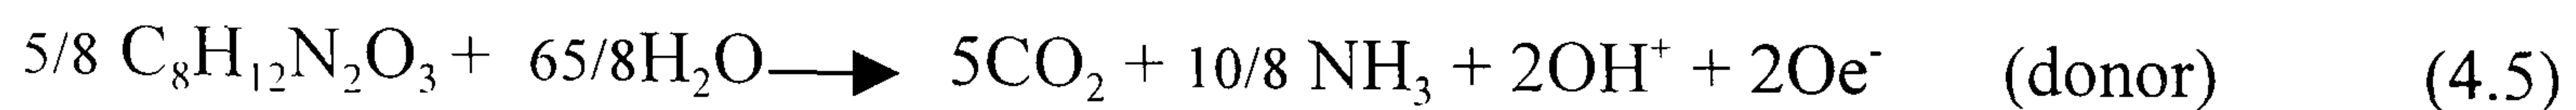 5/8 C₈H₁₂N₂O₃ + 65/8H₂O → 5CO₂ + 10/8 NH₃ + 2OH⁺ + 2Oe⁻ (donor) (4.5)